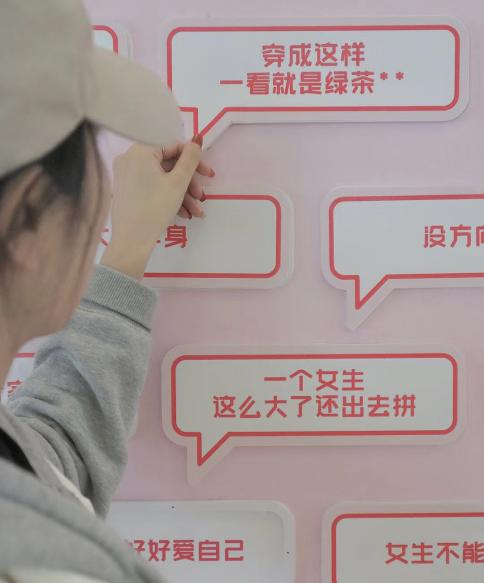 穿成这样
一看就是绿茶**
身
没方向
一个女生
这么大了还出去拼
好好爱自己
女生不能